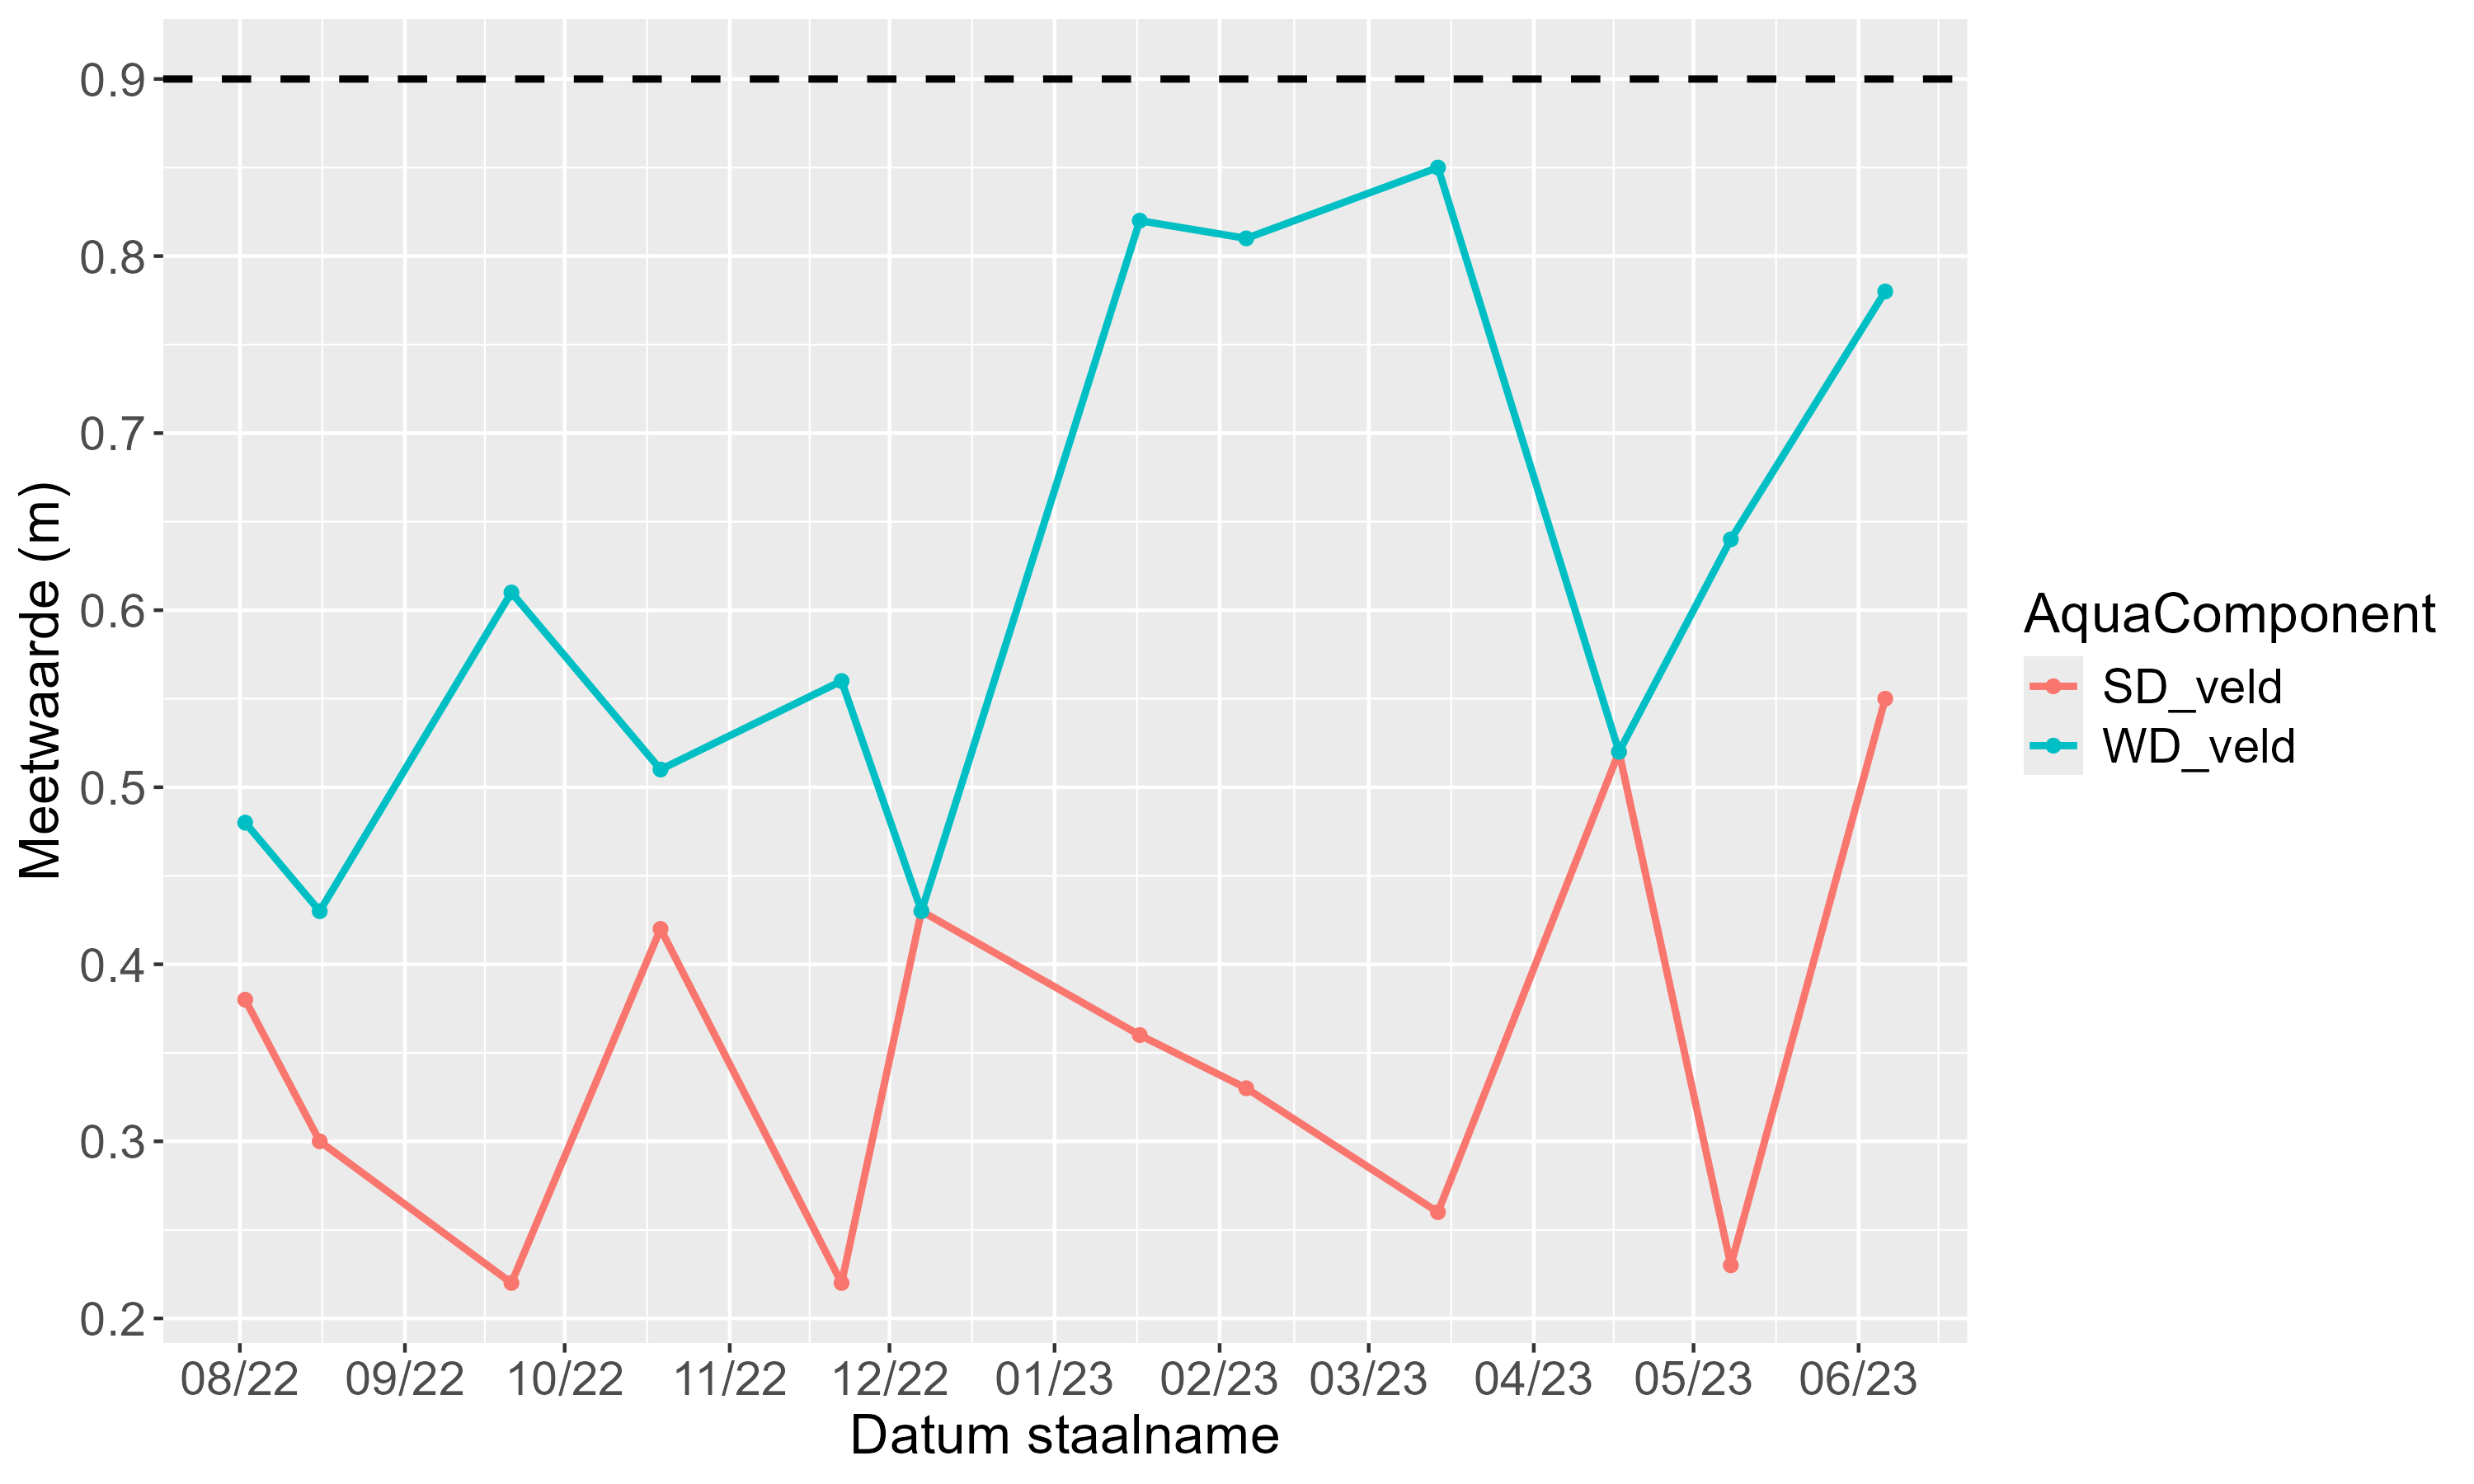 0.9
0.8
0.7
0.6
0.5
0.4
0.3
0.2
Meetwaarde (m)
08/22 09/22 10/22 11/22 12/22 01/23 02/23 03/23 04/23 05/23 06/23
Datum staalname
AquaComponent
SD_veld
WD_veld